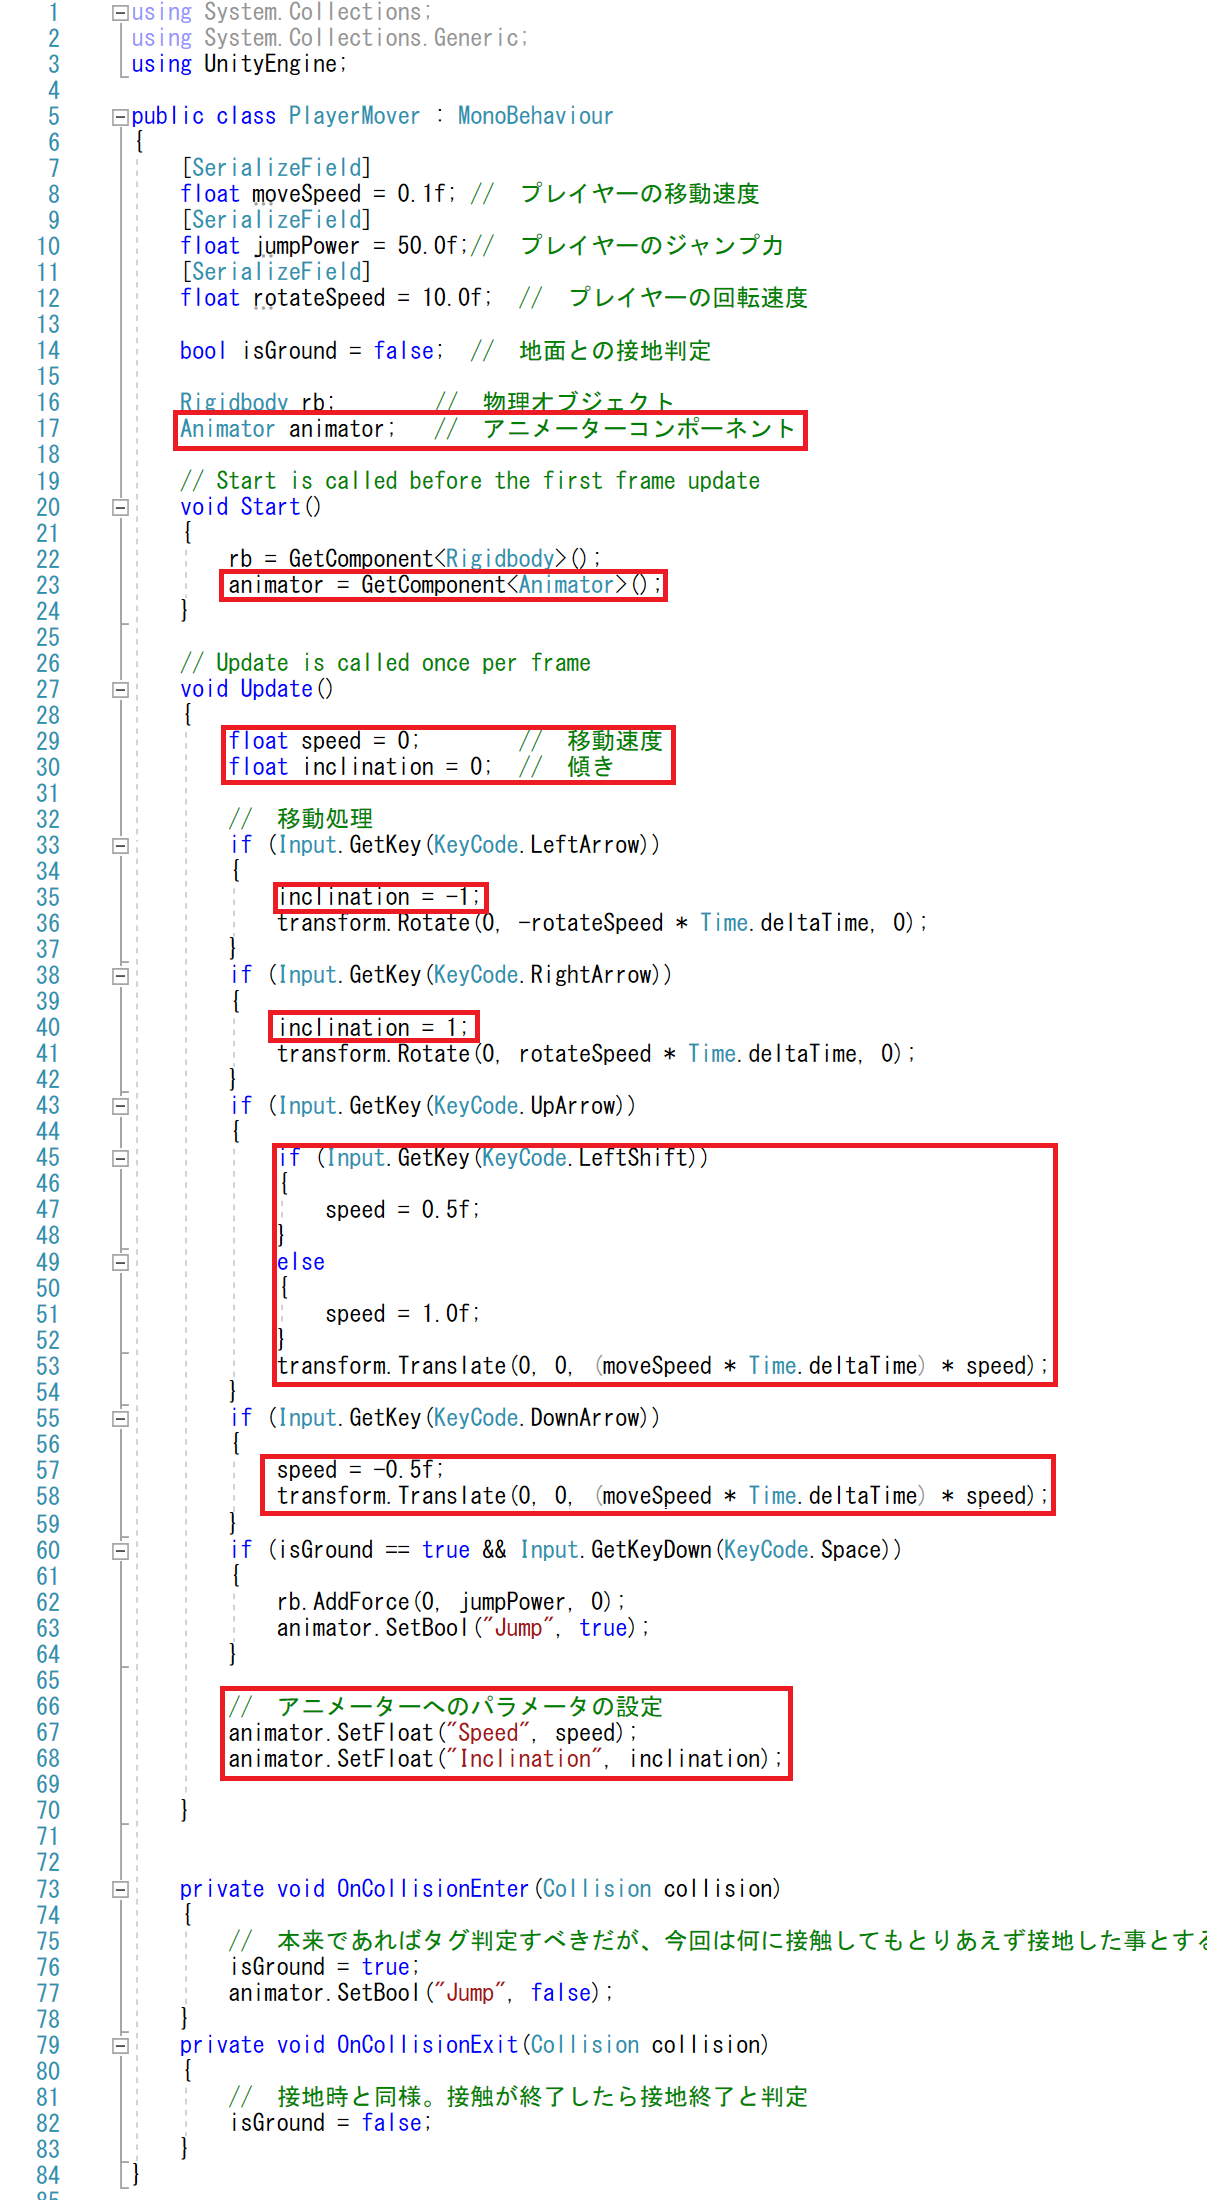 1 using System.Collections;
2 using System.Collections.Generic;
3 using UnityEngine;
4
5 public class PlayerMover : MonoBehaviour
6 {
7 [SerializeField]
8 float moveSpeed = 0.1f; // プレイヤーの移動速度
9 [SerializeField]
10 float jumpPower = 50.0f;// プレイヤーのジャンプ力
11 [SerializeField]
12 float rotateSpeed = 10.0f; // プレイヤーの回転速度
13
14 bool isGround = false; // 地面との接地判定
15
16 Rigidbody rb; // 物理オブジェクト
17 Animator animator; // アニメーターコンポーネント
18
19 // Start is called before the first frame update
20 void Start()
21 {
22 rb = GetComponent<Rigidbody>();
23 animator = GetComponent<Animator>();
24 }
25
26 // Update is called once per frame
27 void Update()
28 {
29 float speed = 0; // 移動速度
30 float inclination = 0; // 傾き
31
32 // 移動処理
33 if (Input.GetKey(KeyCode.LeftArrow))
34 {
35 inclination = -1;
36 transform.Rotate(0, -rotateSpeed * Time.deltaTime, 0);
37 }
38 if (Input.GetKey(KeyCode.RightArrow))
39 {
40 inclination = 1;
41 transform.Rotate(0, rotateSpeed * Time.deltaTime, 0);
42 }
43 if (Input.GetKey(KeyCode.UpArrow))
44 {
45 if (Input.GetKey(KeyCode.LeftShift))
46 {
47 speed = 0.5f;
48 }
49 else
50 {
51 speed = 1.0f;
52 }
53 transform.Translate(0, 0, (moveSpeed * Time.deltaTime) * speed);
54 }
55 if (Input.GetKey(KeyCode.DownArrow))
56 {
57 speed = -0.5f;
58 transform.Translate(0, 0, (moveSpeed * Time.deltaTime) * speed);
59 }
60 if (isGround == true && Input.GetKeyDown(KeyCode.Space))
61 {
62 rb.AddForce(0, jumpPower, 0);
63 animator.SetBool("Jump", true);
64 }
65
66 // アニメーターへのパラメータの設定
67 animator.SetFloat("Speed", speed);
68 animator.SetFloat("Inclination", inclination);
69
70 }
71
72
73 private void OnCollisionEnter(Collision collision)
74 {
75 // 本来であればタグ判定すべきだが、今回は何に接触してもとりあえず接地した事とする
76 isGround = true;
77 animator.SetBool("Jump", false);
78 }
79 private void OnCollisionExit(Collision collision)
80 {
81 // 接地時と同様。接触が終了したら接地終了と判定
82 isGround = false;
83 }
84 }
85